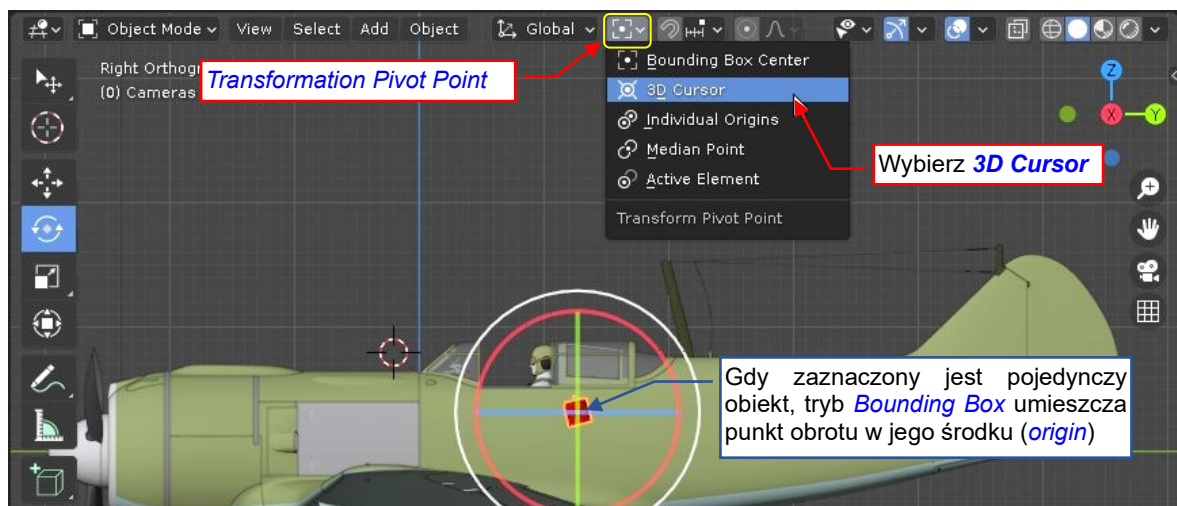 Object Mode View Select Add Object Global
Right Orthogr
(0) Cameras
Transformation Pivot Point
Bounding Box Center
3D Cursor
Individual Origins
Median Point
Active Element
Transform Pivot Point
Wybierz 3D Cursor
Z
X
Y
Gdy zaznaczony jest pojedynczy
obiekt, tryb Bounding Box umieszcza
punkt obrotu w jego środku (origin)